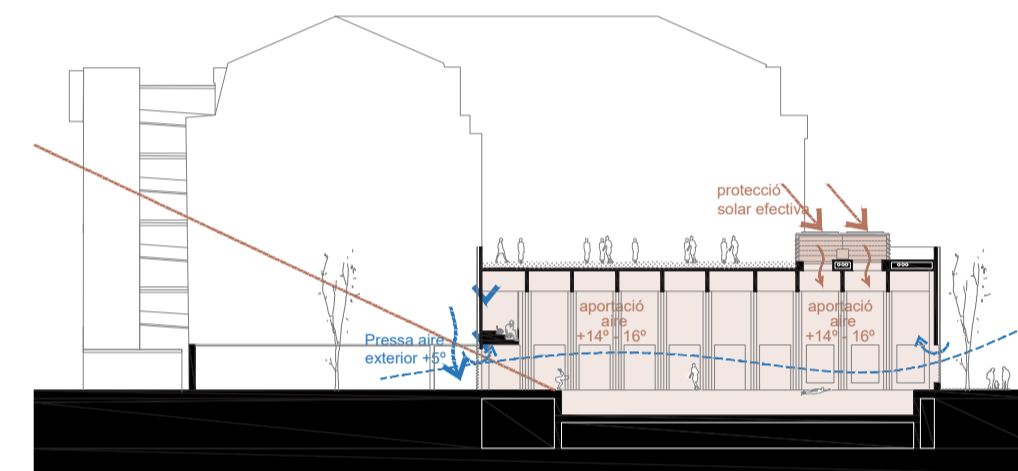 protecció
solar efectiva
aportació
aire
+14º - 16º
aportació
aire
+14º - 16º
Pressa aire
exterior +5º